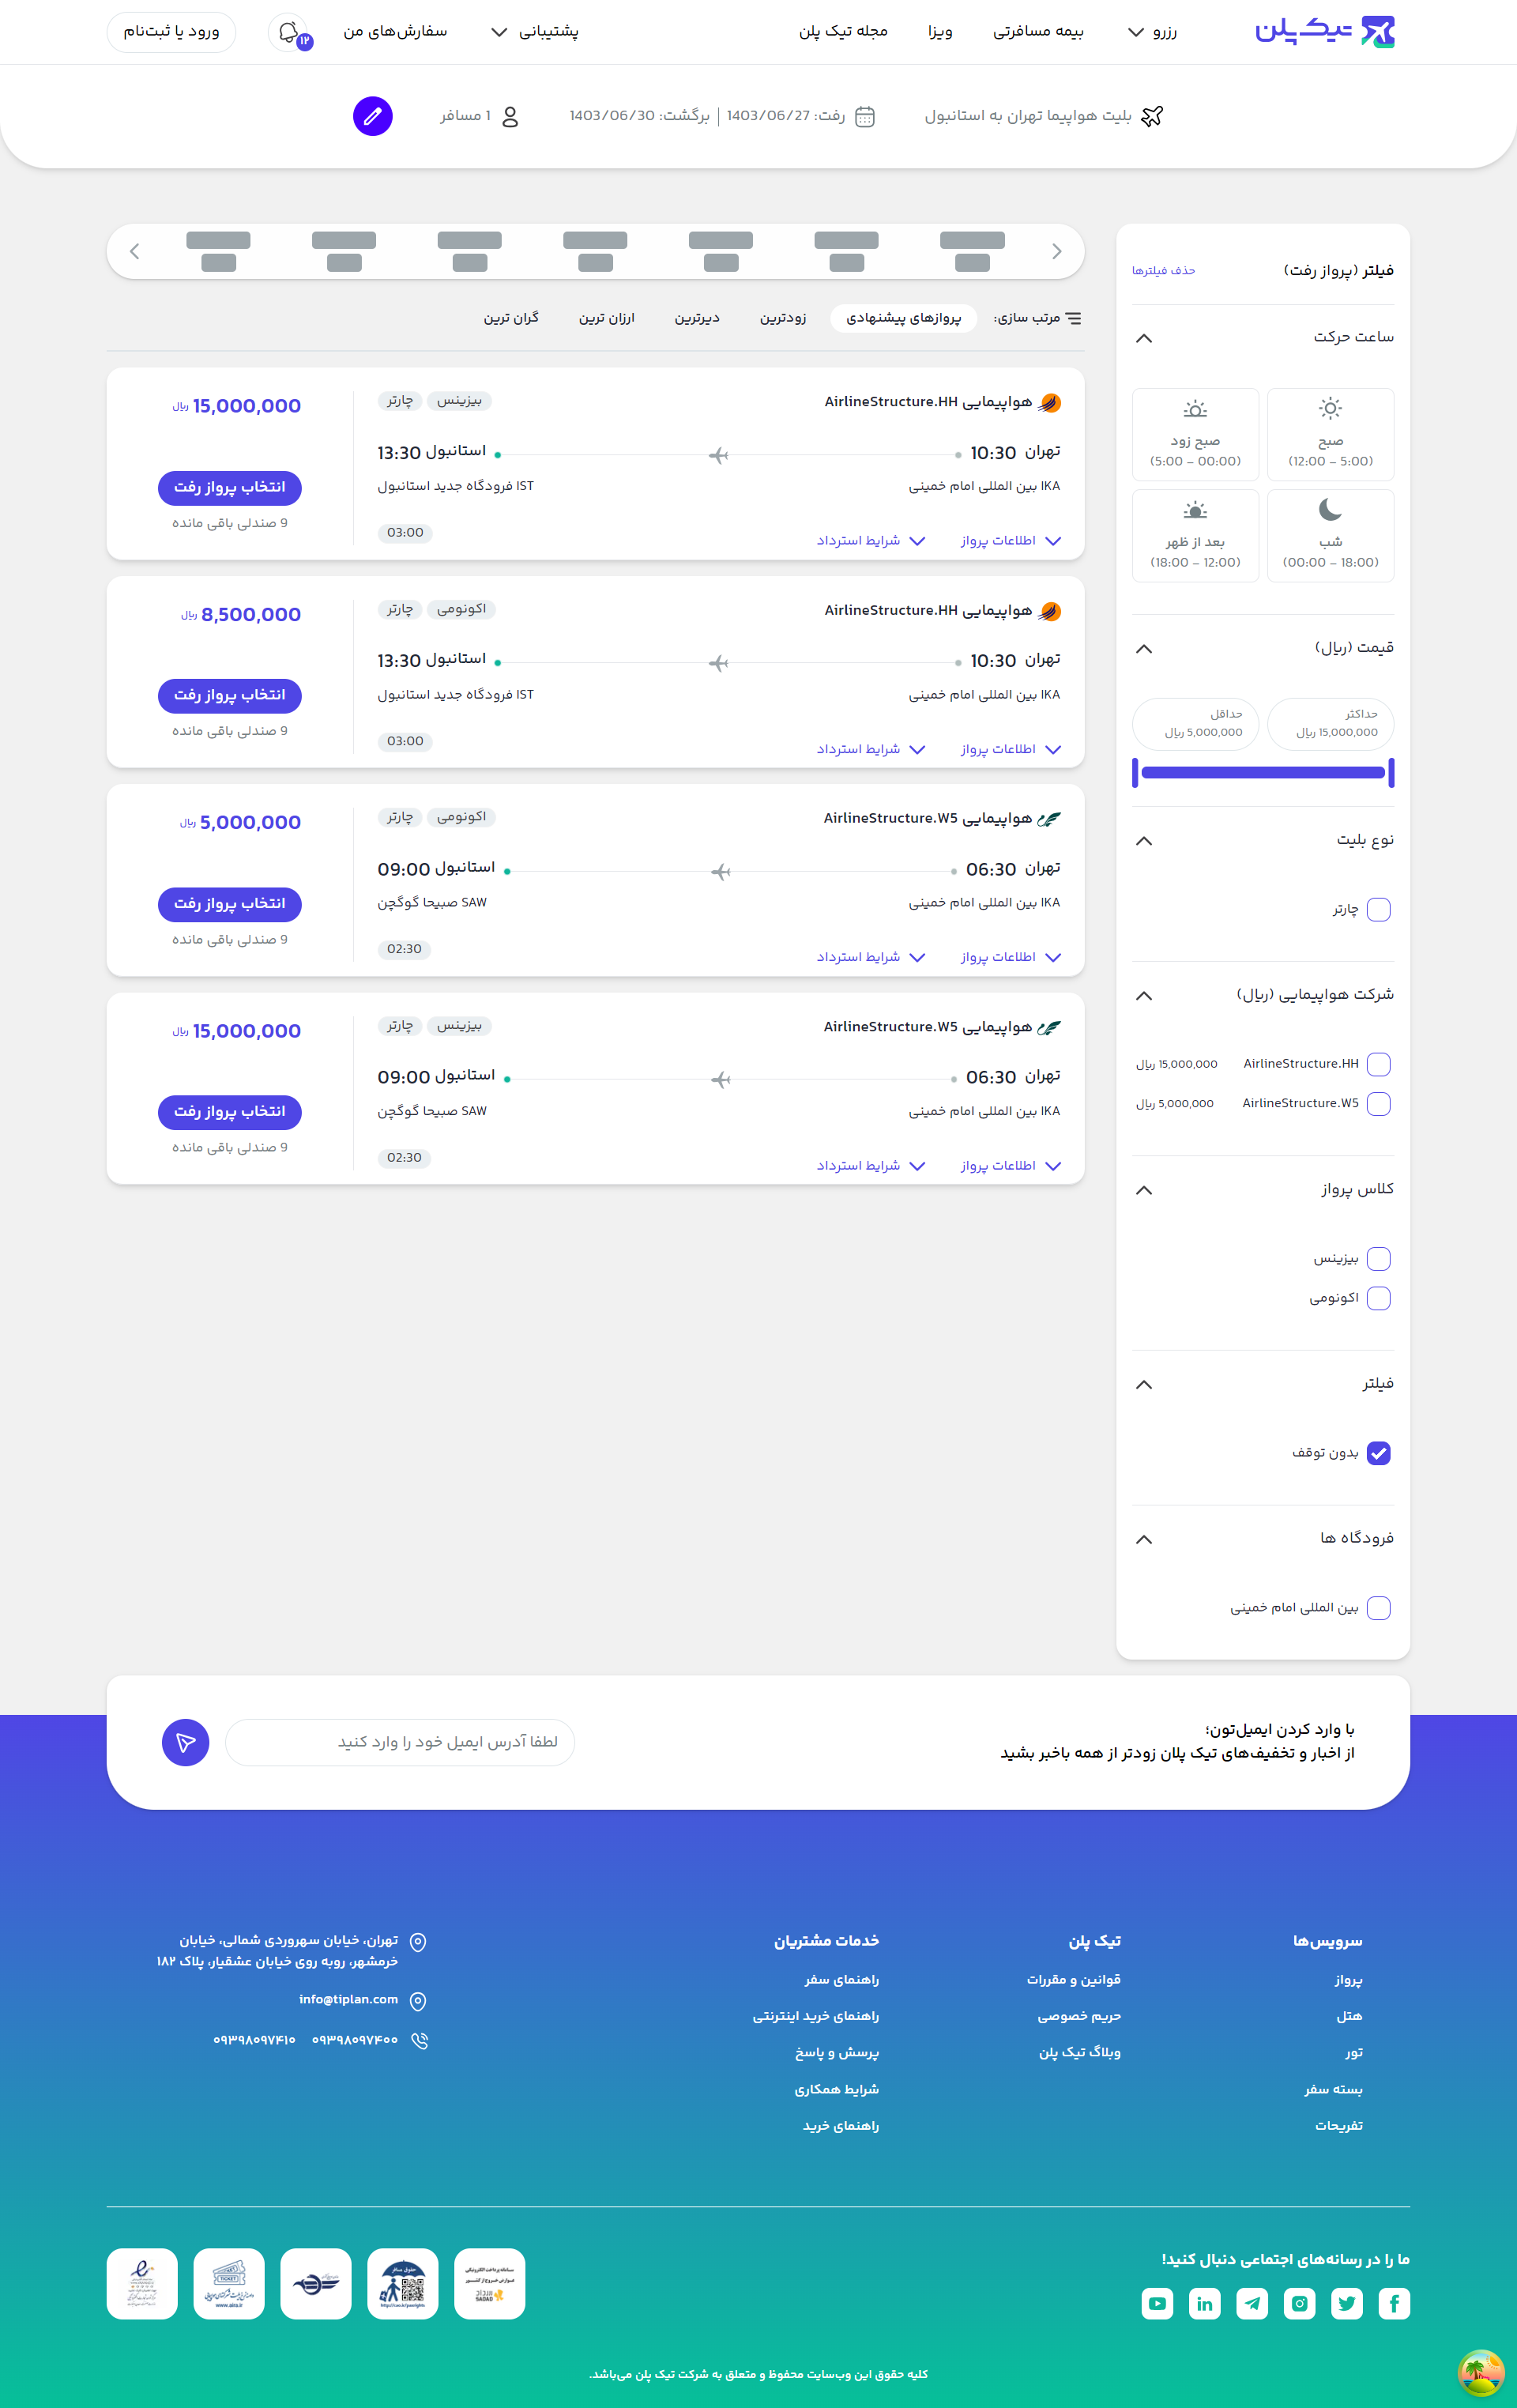 تیک پلن
رزرو
بیمه مسافرتی
ویزا
مجله تیک پلن
پشتیبانی
سفارش‌های من
۱۲
ورود یا ثبت‌نام
بلیت هواپیما تهران به استانبول
رفت: 1403/06/27 | برگشت: 1403/06/30
1 مسافر
فیلتر (پرواز رفت)
حذف فیلترها
ساعت حرکت
صبح
(5:00 – 12:00)
صبح زود
(00:00 – 5:00)
شب
(18:00 – 00:00)
بعد از ظهر
(12:00 – 18:00)
قیمت (ریال)
حداکثر
15,000,000 ریال
حداقل
5,000,000 ریال
نوع بلیت
چارتر
شرکت هواپیمایی (ریال)
AirlineStructure.HH
15,000,000 ریال
AirlineStructure.W5
5,000,000 ریال
کلاس پرواز
بیزینس
اکونومی
فیلتر
بدون توقف
فرودگاه ها
بین المللی امام خمینی
مرتب سازی:
پروازهای پیشنهادی
زودترین
دیرترین
ارزان ترین
گران ترین
هواپیمایی AirlineStructure.HH
بیزینس
چارتر
تهران 10:30
استانبول 13:30
IKA بین المللی امام خمینی
IST فرودگاه جدید استانبول
اطلاعات پرواز
شرایط استرداد
03:00
15,000,000 ریال
انتخاب پرواز رفت
9 صندلی باقی مانده
هواپیمایی AirlineStructure.HH
اکونومی
چارتر
تهران 10:30
استانبول 13:30
IKA بین المللی امام خمینی
IST فرودگاه جدید استانبول
اطلاعات پرواز
شرایط استرداد
03:00
8,500,000 ریال
انتخاب پرواز رفت
9 صندلی باقی مانده
هواپیمایی AirlineStructure.W5
اکونومی
چارتر
تهران 06:30
استانبول 09:00
IKA بین المللی امام خمینی
SAW صبیحا گوگچن
اطلاعات پرواز
شرایط استرداد
02:30
5,000,000 ریال
انتخاب پرواز رفت
9 صندلی باقی مانده
هواپیمایی AirlineStructure.W5
بیزینس
چارتر
تهران 06:30
استانبول 09:00
IKA بین المللی امام خمینی
SAW صبیحا گوگچن
اطلاعات پرواز
شرایط استرداد
02:30
15,000,000 ریال
انتخاب پرواز رفت
9 صندلی باقی مانده
با وارد کردن ایمیل‌تون؛
از اخبار و تخفیف‌های تیک پلان زودتر از همه باخبر بشید
لطفا آدرس ایمیل خود را وارد کنید
سرویس‌ها
پرواز
هتل
تور
بسته سفر
تفریحات
تیک پلن
قوانین و مقررات
حریم خصوصی
وبلاگ تیک پلن
خدمات مشتریان
راهنمای سفر
راهنمای خرید اینترنتی
پرسش و پاسخ
شرایط همکاری
راهنمای خرید
تهران، خیابان سهروردی شمالی، خیابان
خرمشهر، روبه روی خیابان عشقیار، پلاک ۱۸۲
info@tiplan.com
۰۹۳۹۸۰۹۷۴۰۰
۰۹۳۹۸۰۹۷۴۱۰
ما را در رسانه‌های اجتماعی دنبال کنید!
حقوق مسافر
SADAD
TICKET
www.aira.ir
کلیه حقوق این وب‌سایت محفوظ و متعلق به شرکت تیک پلن می‌باشد.